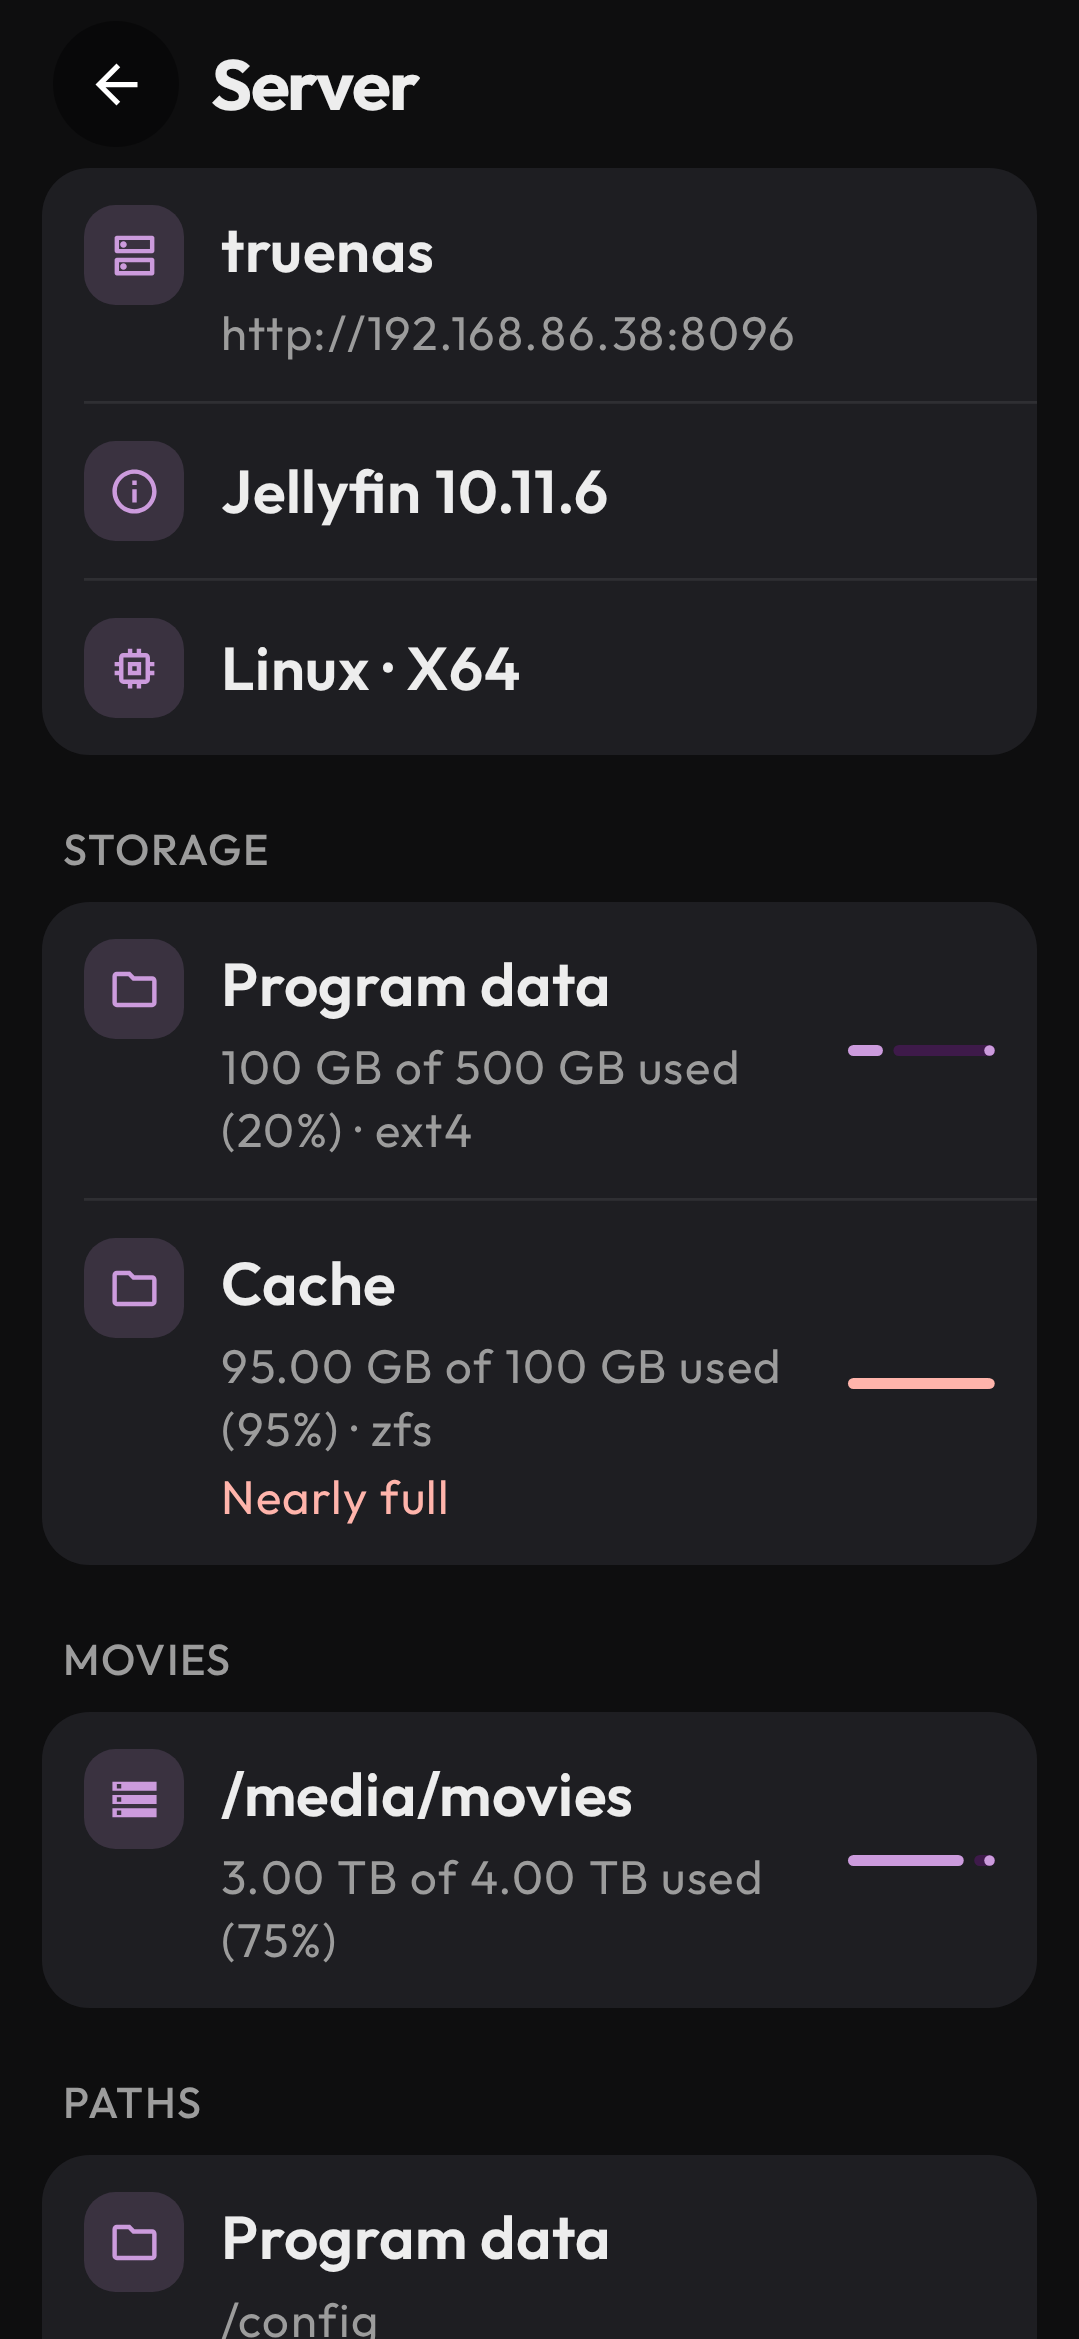 Server
truenas
http://192.168.86.38:8096
Jellyfin 10.11.6
Linux · X64
STORAGE
Program data
100 GB of 500 GB used
(20%) · ext4
Cache
95.00 GB of 100 GB used
(95%) · zfs
Nearly full
MOVIES
/media/movies
3.00 TB of 4.00 TB used
(75%)
PATHS
Program data
/config